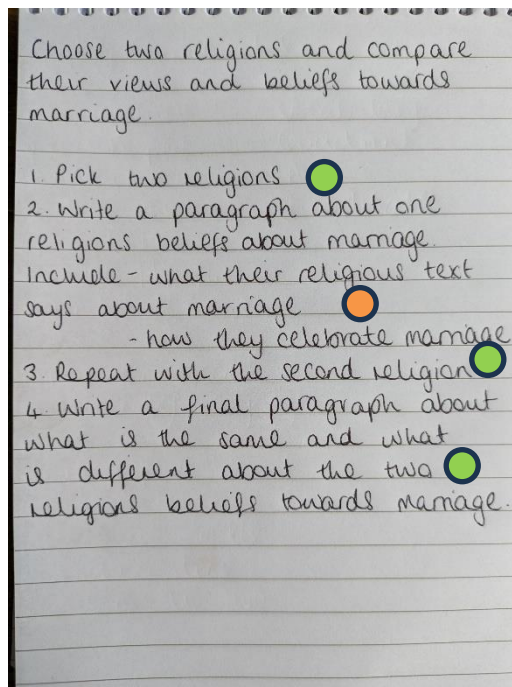 Choose two religions and compare
their views and beliefs towards
marriage.
1. Pick two religions
2. Write a paragraph about one
religions beliefs about marriage.
Include - what their religious text
says about marriage
- how they celebrate marriage
3. Repeat with the second religion
4. Write a final paragraph about
what is the same and what
is different about the two
religions beliefs towards marriage.